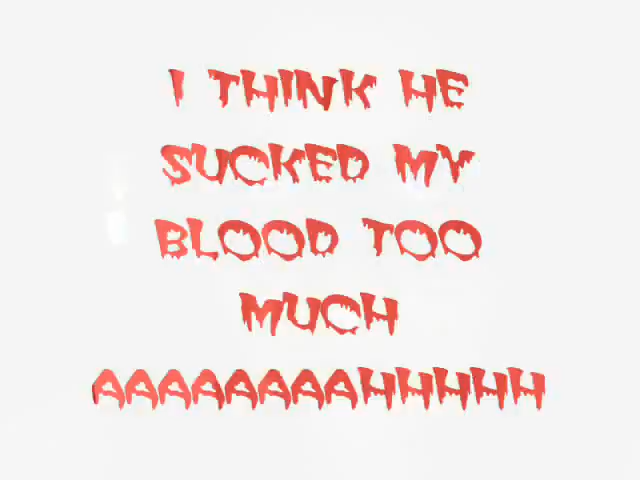 I THINK HE
SUCKED MY
BLOOD TOO
MUCH
AAAAAAAAHHHHH